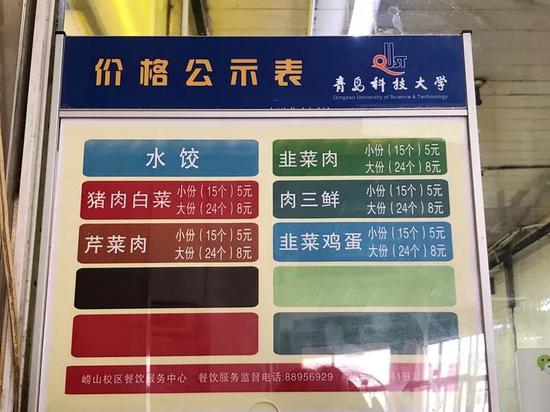 价格公示表
QUST
青岛科技大学
Qingdao University of Science & Technology
水饺
韭菜肉 小份(15个)5元
大份(24个)8元
猪肉白菜 小份(15个)5元
大份(24个)8元
肉三鲜 小份(15个)5元
大份(24个)8元
芹菜肉 小份(15个)5元
大份(24个)8元
韭菜鸡蛋 小份(15个)5元
大份(24个)8元
崂山校区餐饮服务中心 餐饮服务监督电话:88956929